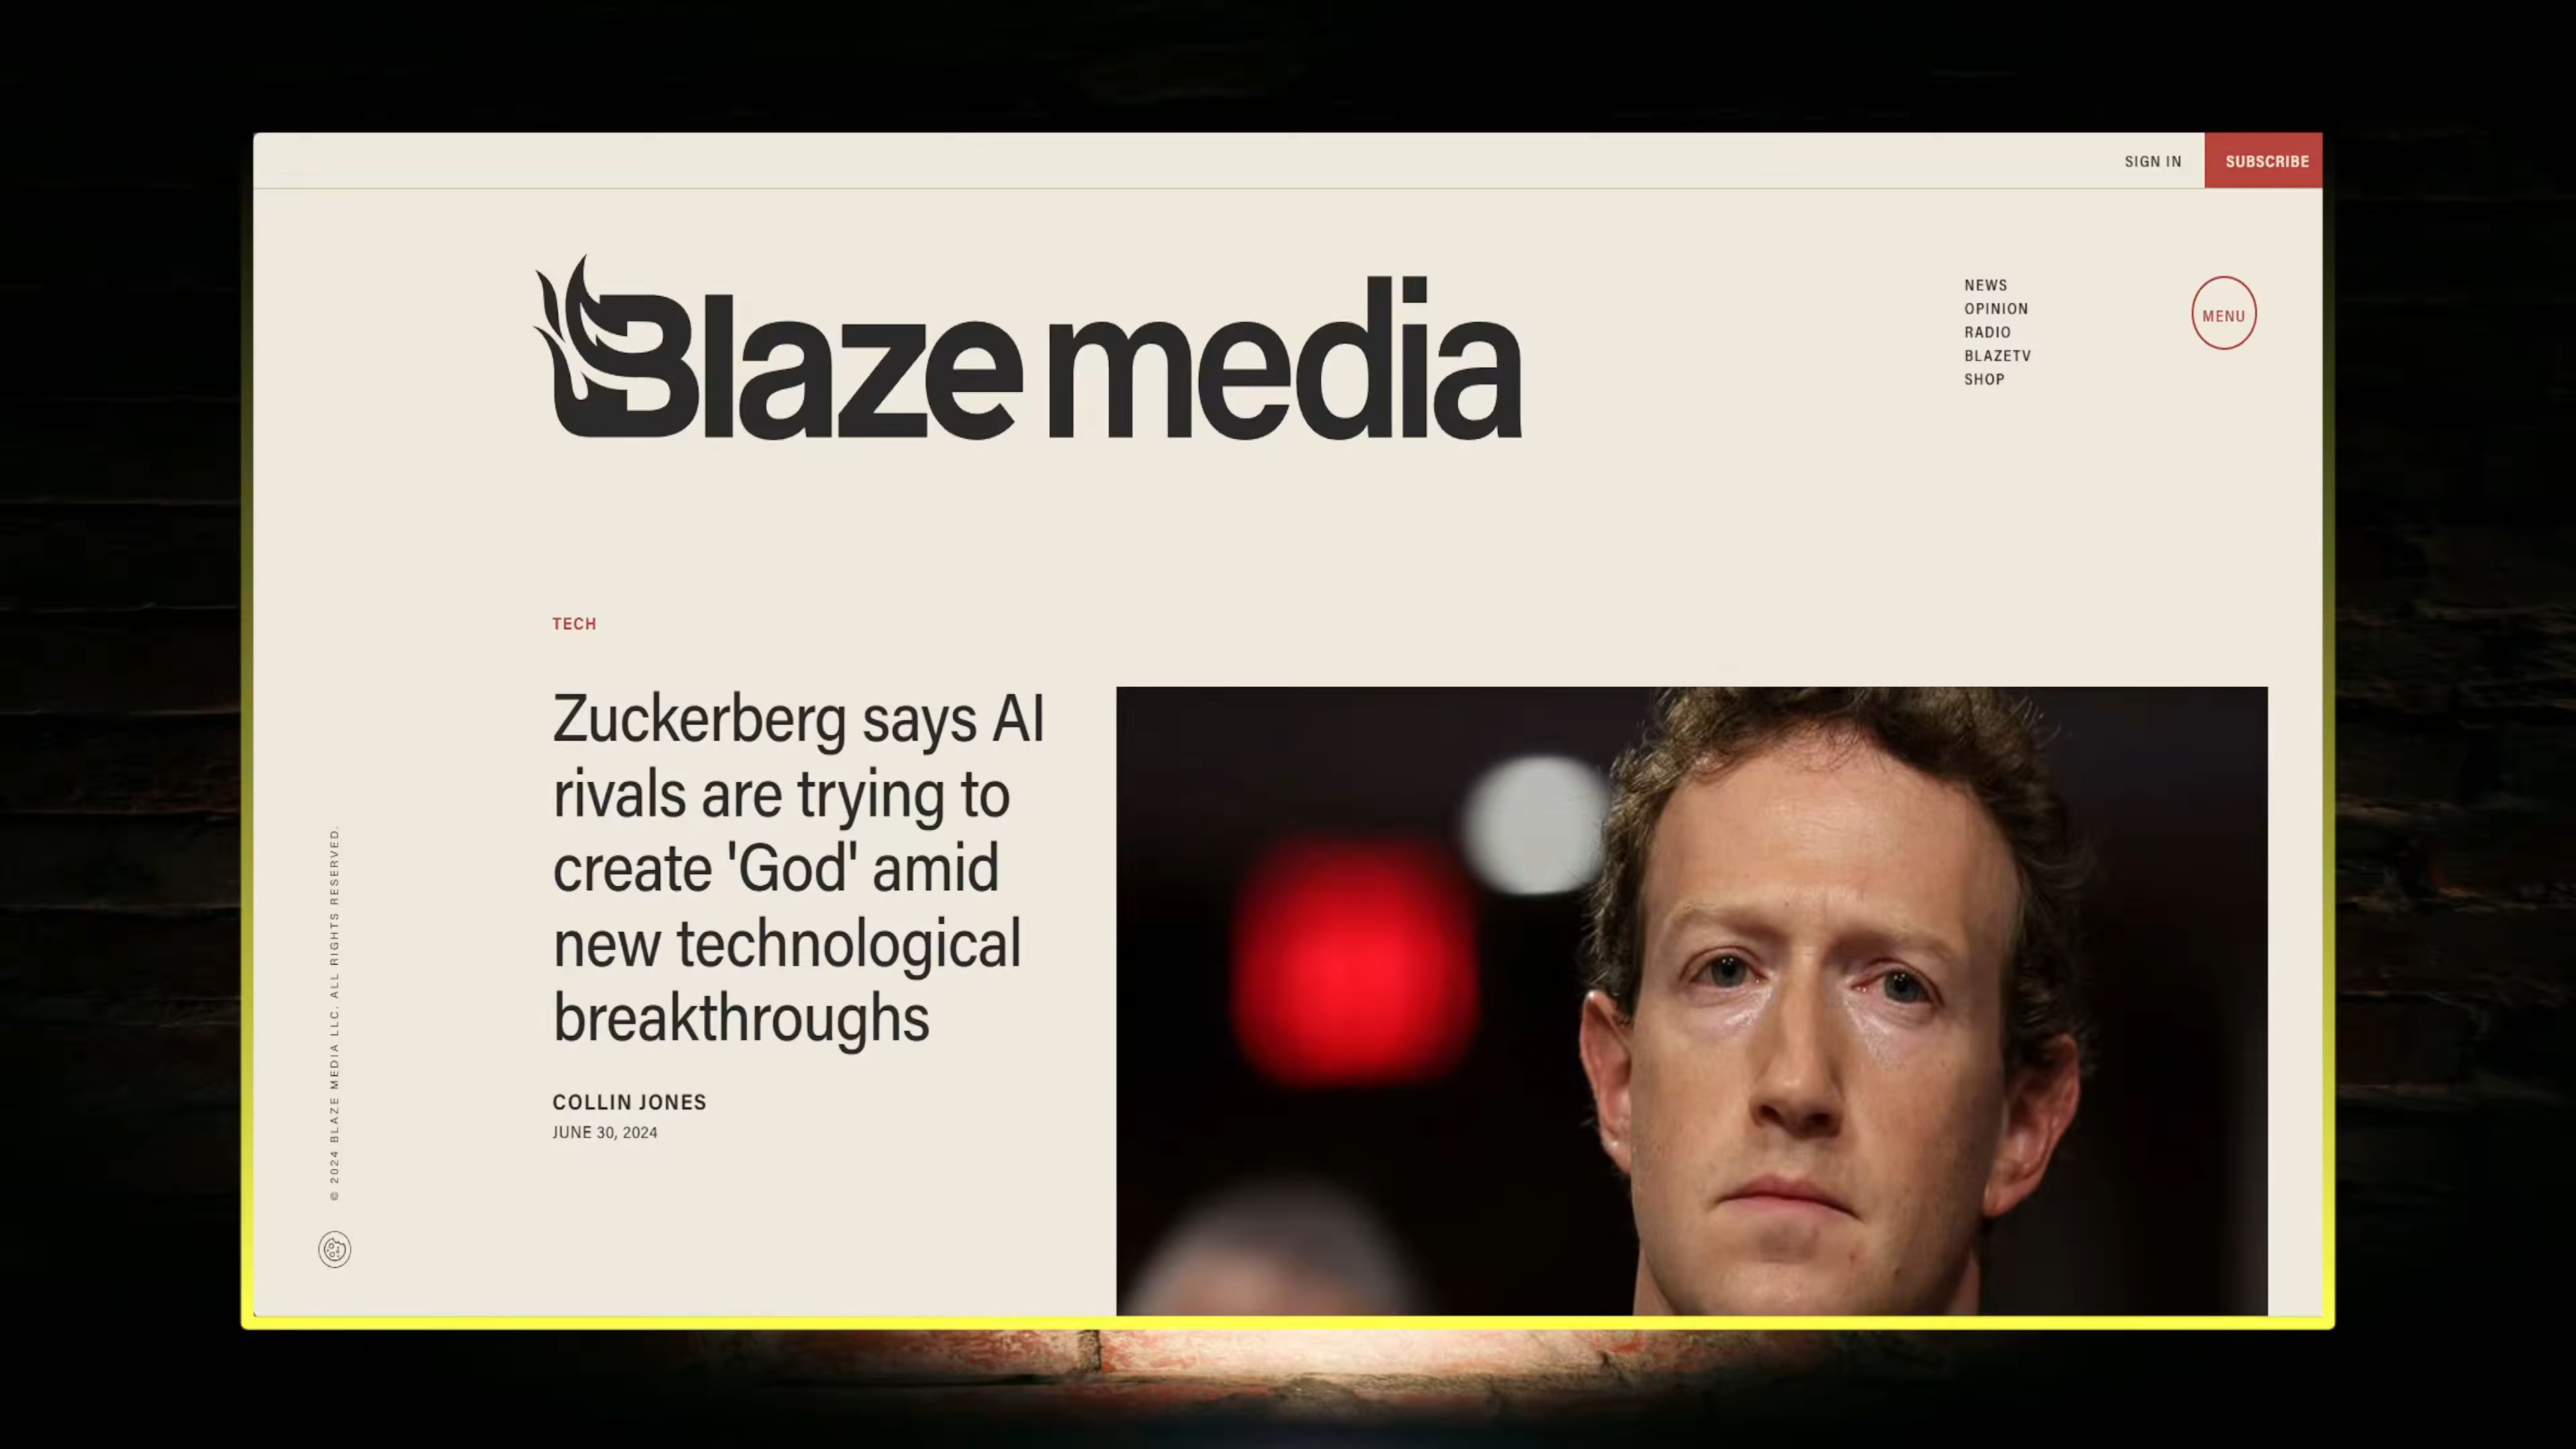 SIGN IN
SUBSCRIBE
Blaze media
NEWS
OPINION
RADIO
BLAZETV
SHOP
MENU
TECH
Zuckerberg says AI
rivals are trying to
create 'God' amid
new technological
breakthroughs
COLLIN JONES
JUNE 30, 2024
© 2024 BLAZE MEDIA LLC. ALL RIGHTS RESERVED.